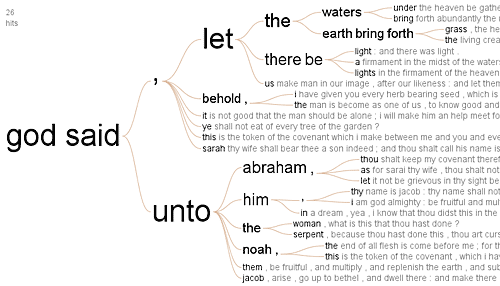 26
hits
god said
,
let
the
waters
under the heaven be gathe
bring forth abundantly the m
earth bring forth
grass , the he
the living crea
there be
light : and there was light .
a firmament in the midst of the waters
lights in the firmament of the heaven
us make man in our image , after our likeness : and let them
behold ,
i have given you every herb bearing seed , which is
the man is become as one of us , to know good and
it is not good that the man should be alone ; i will make him an help meet fo
ye shall not eat of every tree of the garden ?
this is the token of the covenant which i make between me and you and eve
sarah thy wife shall bear thee a son indeed ; and thou shalt call his name is
unto
abraham ,
thou shalt keep my covenant theref
as for sarai thy wife , thou shalt not
let it not be grievous in thy sight be
him
,
thy name is jacob : thy name shall not
i am god almighty : be fruitful and mul
in a dream , yea , i know that thou didst this in the
the
woman , what is this that thou hast done ?
serpent , because thou hast done this , thou art curs
noah ,
the end of all flesh is come before me ; for th
this is the token of the covenant , which i hav
them , be fruitful , and multiply , and replenish the earth , and sub
jacob , arise , go up to bethel , and dwell there : and make there